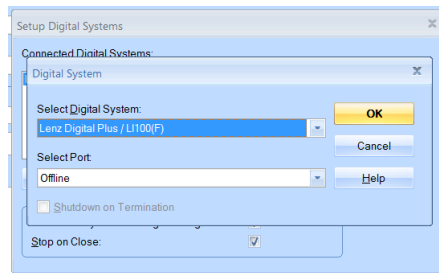 Setup Digital Systems
Connected Digital Systems:
Digital System
Select Digital System:
Lenz Digital Plus / LI100(F)
OK
Cancel
Select Port:
Offline
Help
Shutdown on Termination
Stop on Close: